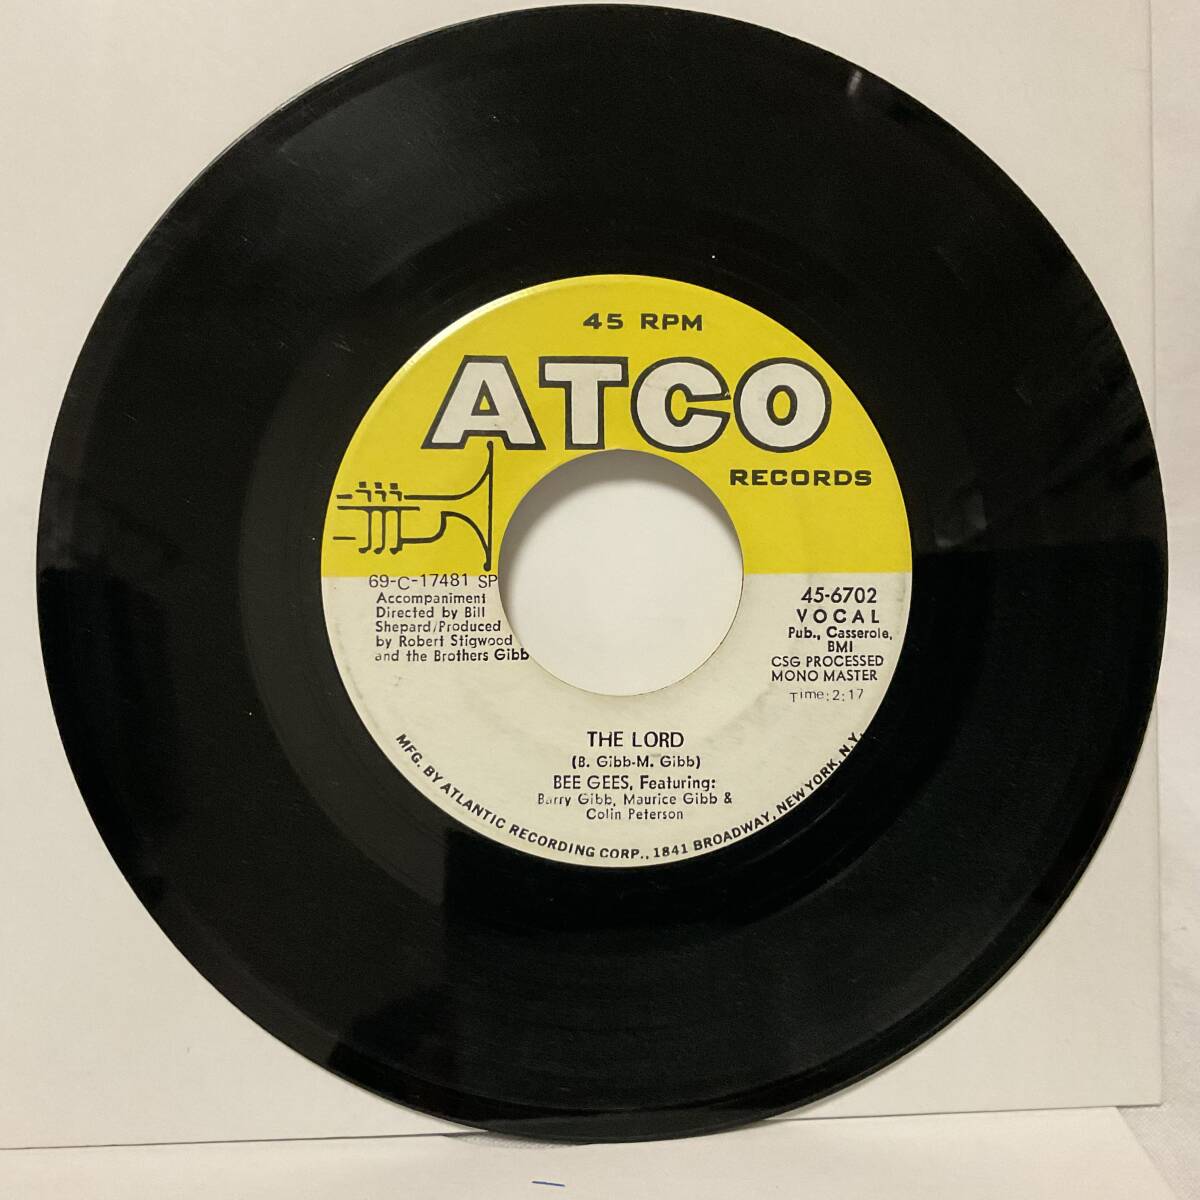 45 RPM
ATCO
RECORDS
69-C-17481 SP
Accompaniment
Directed by Bill
Shepard/Produced
by Robert Stigwood
and the Brothers Gibb
45-6702
VOCAL
Pub., Casserole,
BMI
CSG PROCESSED
MONO MASTER
Time:2:17
THE LORD
(B. Gibb-M. Gibb)
BEE GEES, Featuring:
Barry Gibb, Maurice Gibb &
Colin Peterson
MFG. BY ATLANTIC RECORDING CORP., 1841 BROADWAY, NEW YORK, N.Y.